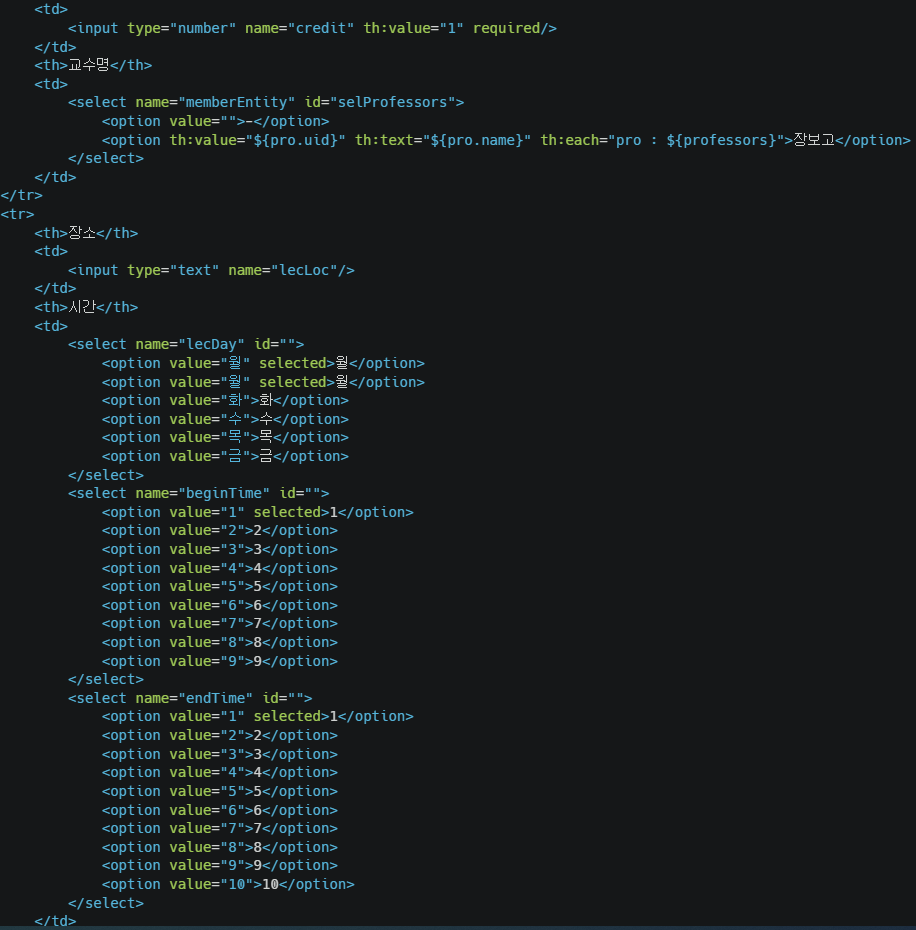 <td>
        <input type="number" name="credit" th:value="1" required/>
    </td>
    <th>교수명</th>
    <td>
        <select name="memberEntity" id="selProfessors">
            <option value="">-</option>
            <option th:value="${pro.uid}" th:text="${pro.name}" th:each="pro : ${professors}">장보고</option>
        </select>
    </td>
</tr>
<tr>
    <th>장소</th>
    <td>
        <input type="text" name="lecLoc"/>
    </td>
    <th>시간</th>
    <td>
        <select name="lecDay" id="">
            <option value="월" selected>월</option>
            <option value="월" selected>월</option>
            <option value="화">화</option>
            <option value="수">수</option>
            <option value="목">목</option>
            <option value="금">금</option>
        </select>
        <select name="beginTime" id="">
            <option value="1" selected>1</option>
            <option value="2">2</option>
            <option value="3">3</option>
            <option value="4">4</option>
            <option value="5">5</option>
            <option value="6">6</option>
            <option value="7">7</option>
            <option value="8">8</option>
            <option value="9">9</option>
        </select>
        <select name="endTime" id="">
            <option value="1" selected>1</option>
            <option value="2">2</option>
            <option value="3">3</option>
            <option value="4">4</option>
            <option value="5">5</option>
            <option value="6">6</option>
            <option value="7">7</option>
            <option value="8">8</option>
            <option value="9">9</option>
            <option value="10">10</option>
        </select>
    </td>